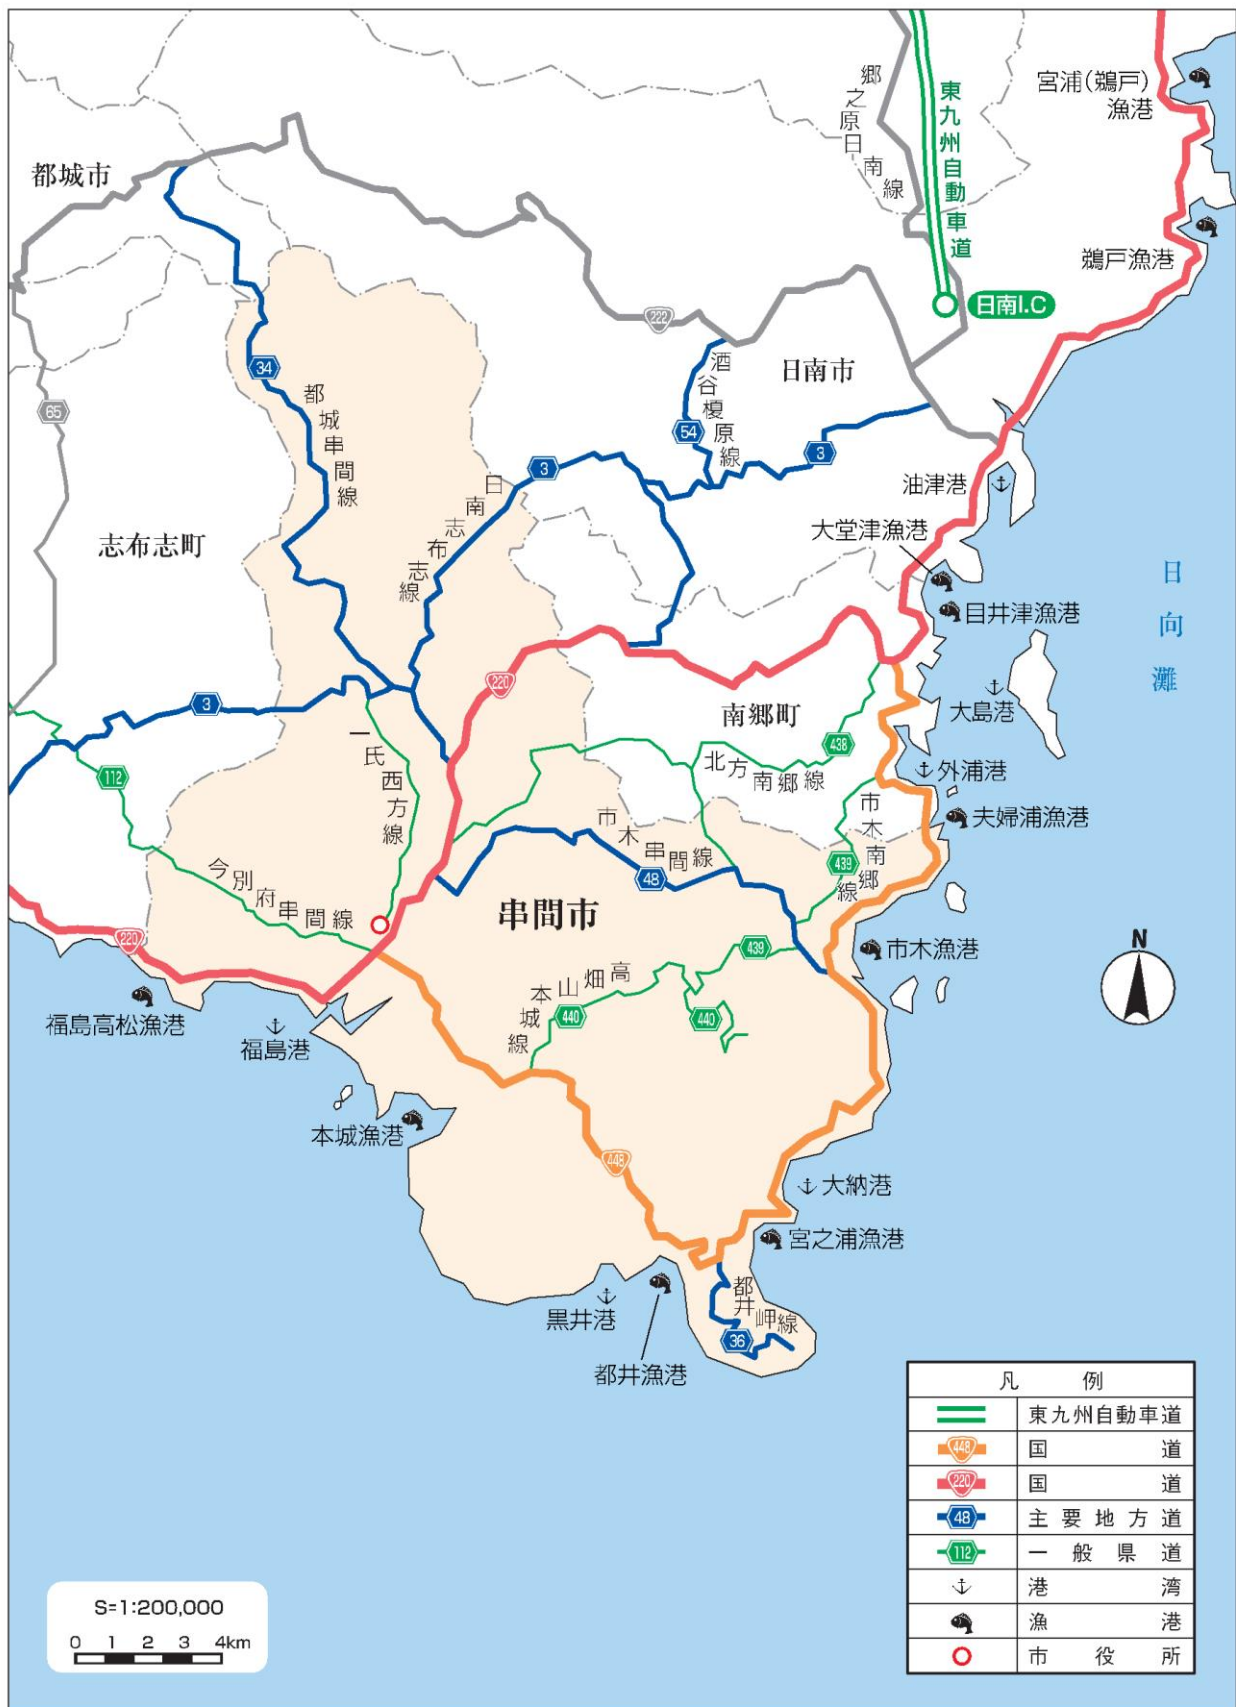 宮浦(鵜戸)
漁港
郷之原日南線
東九州自動車道
都城市
鵜戸漁港
日南I.C
222
34
酒谷榎原線
日南市
65
都城串間線
54
3
3
日南志布志線
油津港
志布志町
大堂津漁港
日向灘
目井津漁港
220
3
大島港
南郷町
438
北方南郷線
外浦港
112
一氏西方線
夫婦浦漁港
市木串間線
市木南郷線
439
今別府串間線
48
串間市
220
439
市木漁港
N
高畑山本城線
440
440
福島高松漁港
福島港
本城漁港
448
大納港
宮之浦漁港
都井岬線
黒井港
36
都井漁港
凡例
東九州自動車道
448 国道
220 国道
48 主要地方道
112 一般県道
港湾
漁港
市役所
S=1:200,000
0 1 2 3 4km